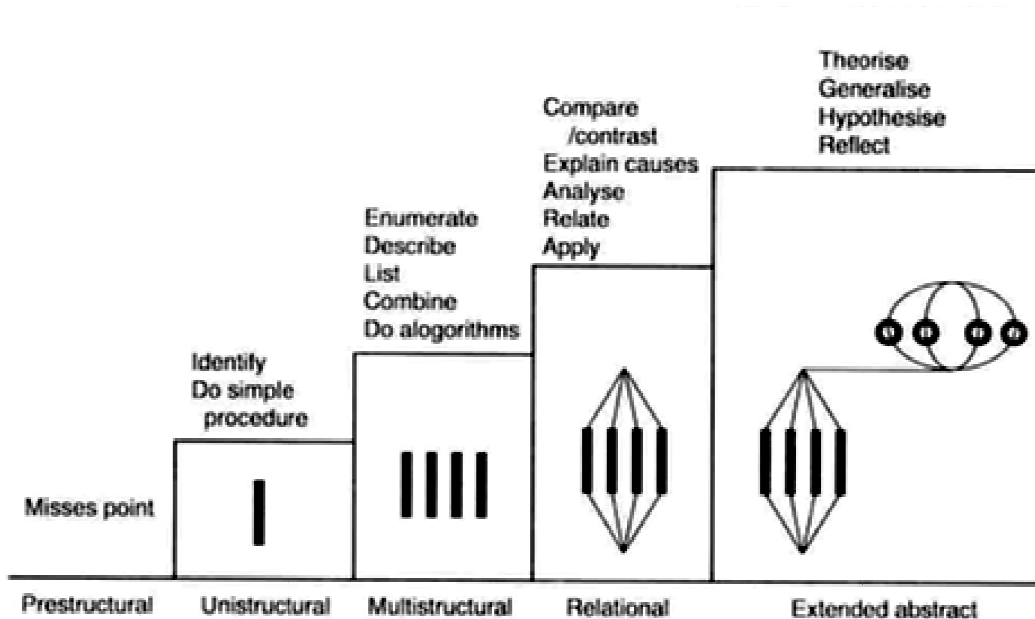 Theorise
Generalise
Hypothesise
Reflect
Compare
/contrast
Explain causes
Analyse
Relate
Apply
Enumerate
Describe
List
Combine
Do alogorithms
Identify
Do simple
procedure
Misses point
Prestructural
Unistructural
Multistructural
Relational
Extended abstract